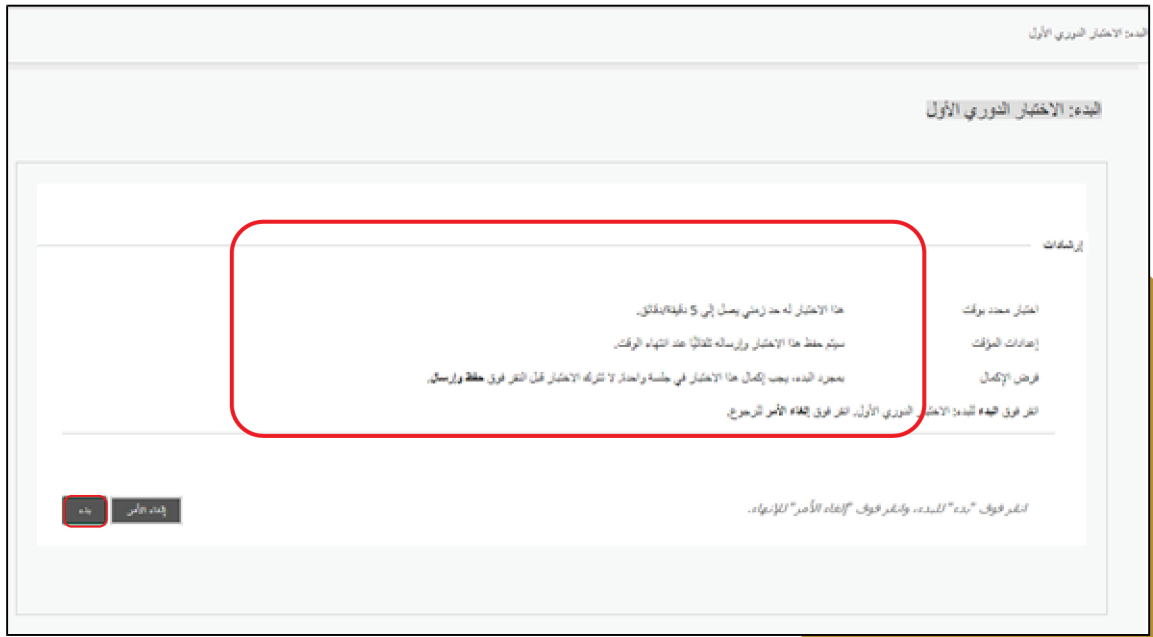 البدء: الاختبار الدوري الأول
البدء: الاختبار الدوري الأول
إرشادات
اختبار محدد بوقت هذا الاختبار له حد زمني يصل إلى 5 دقيقة/دقائق.
إعدادات المؤقت سيتم حفظ هذا الاختبار وإرساله تلقائيًا عند انتهاء الوقت.
فرض الإكمال بمجرد البدء، يجب إكمال هذا الاختبار في جلسة واحدة. لا تترك الاختبار قبل النقر فوق حفظ وإرسال.
انقر فوق البدء للبدء: الاختبار الدوري الأول. انقر فوق إلغاء الأمر للرجوع.
انقر فوق "بدء" للبدء، وانقر فوق "إلغاء الأمر" للإنهاء.
إلغاء الأمر
بدء